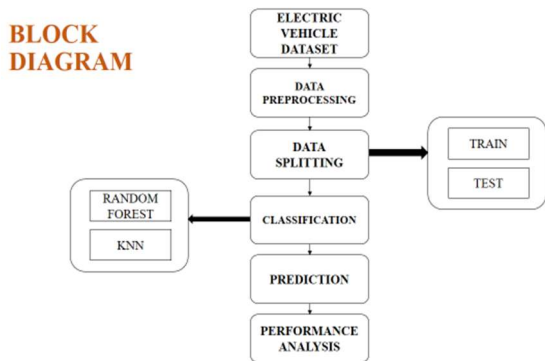 BLOCK
DIAGRAM
ELECTRIC
VEHICLE
DATASET
DATA
PREPROCESSING
DATA
SPLITTING
TRAIN
TEST
RANDOM
FOREST
KNN
CLASSIFICATION
PREDICTION
PERFORMANCE
ANALYSIS